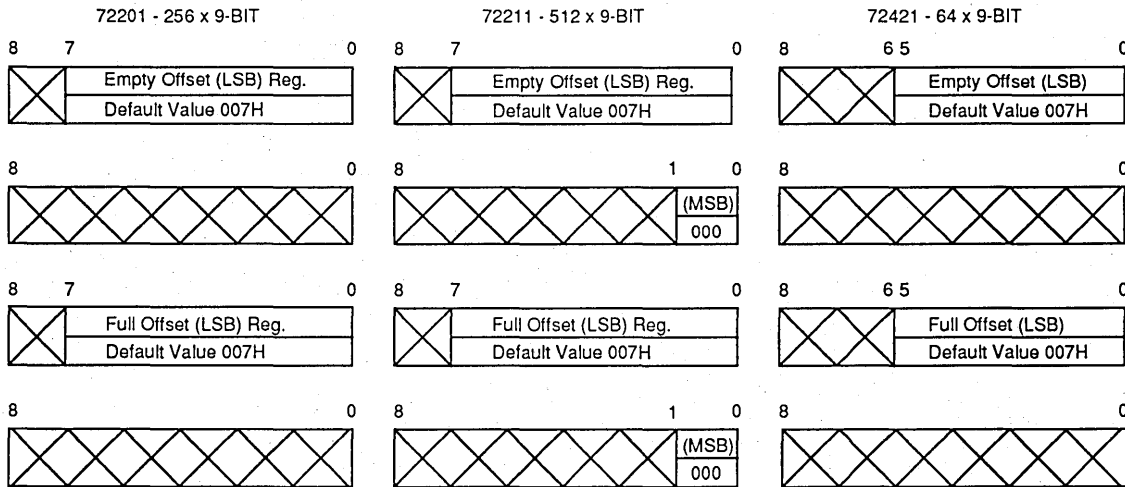 72201 - 256 x 9-BIT
72211 - 512 x 9-BIT
72421 - 64 x 9-BIT
8 7 0
8 7 0
8 6 5 0
Empty Offset (LSB) Reg.
Default Value 007H
Empty Offset (LSB) Reg.
Default Value 007H
Empty Offset (LSB)
Default Value 007H
8 0
8 1 0
8 0
(MSB)
000
8 7 0
8 7 0
8 6 5 0
Full Offset (LSB) Reg.
Default Value 007H
Full Offset (LSB) Reg.
Default Value 007H
Full Offset (LSB)
Default Value 007H
8 0
8 1 0
8 0
(MSB)
000